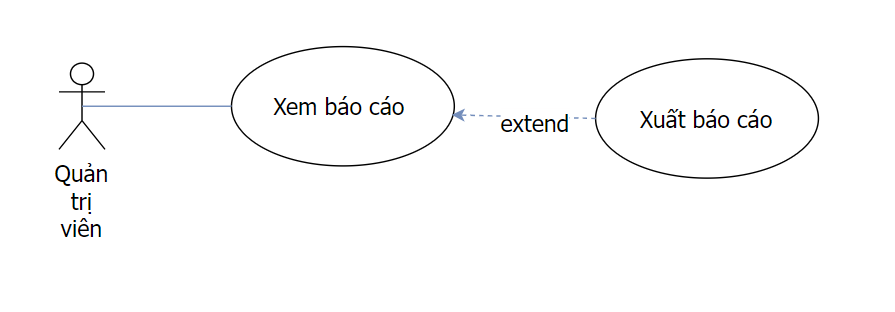 Xem báo cáo
extend
Xuất báo cáo
Quản
trị
viên